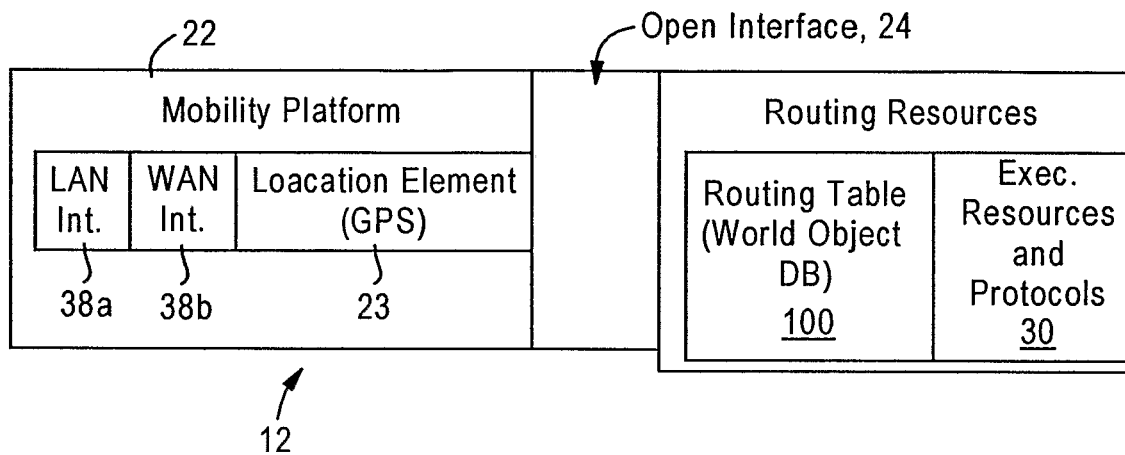 22
Open Interface, 24
Mobility Platform
LAN
Int.
WAN
Int.
Loacation Element
(GPS)
38a
38b
23
12
Routing Resources
Routing Table
(World Object
DB)
100
Exec.
Resources
and
Protocols
30